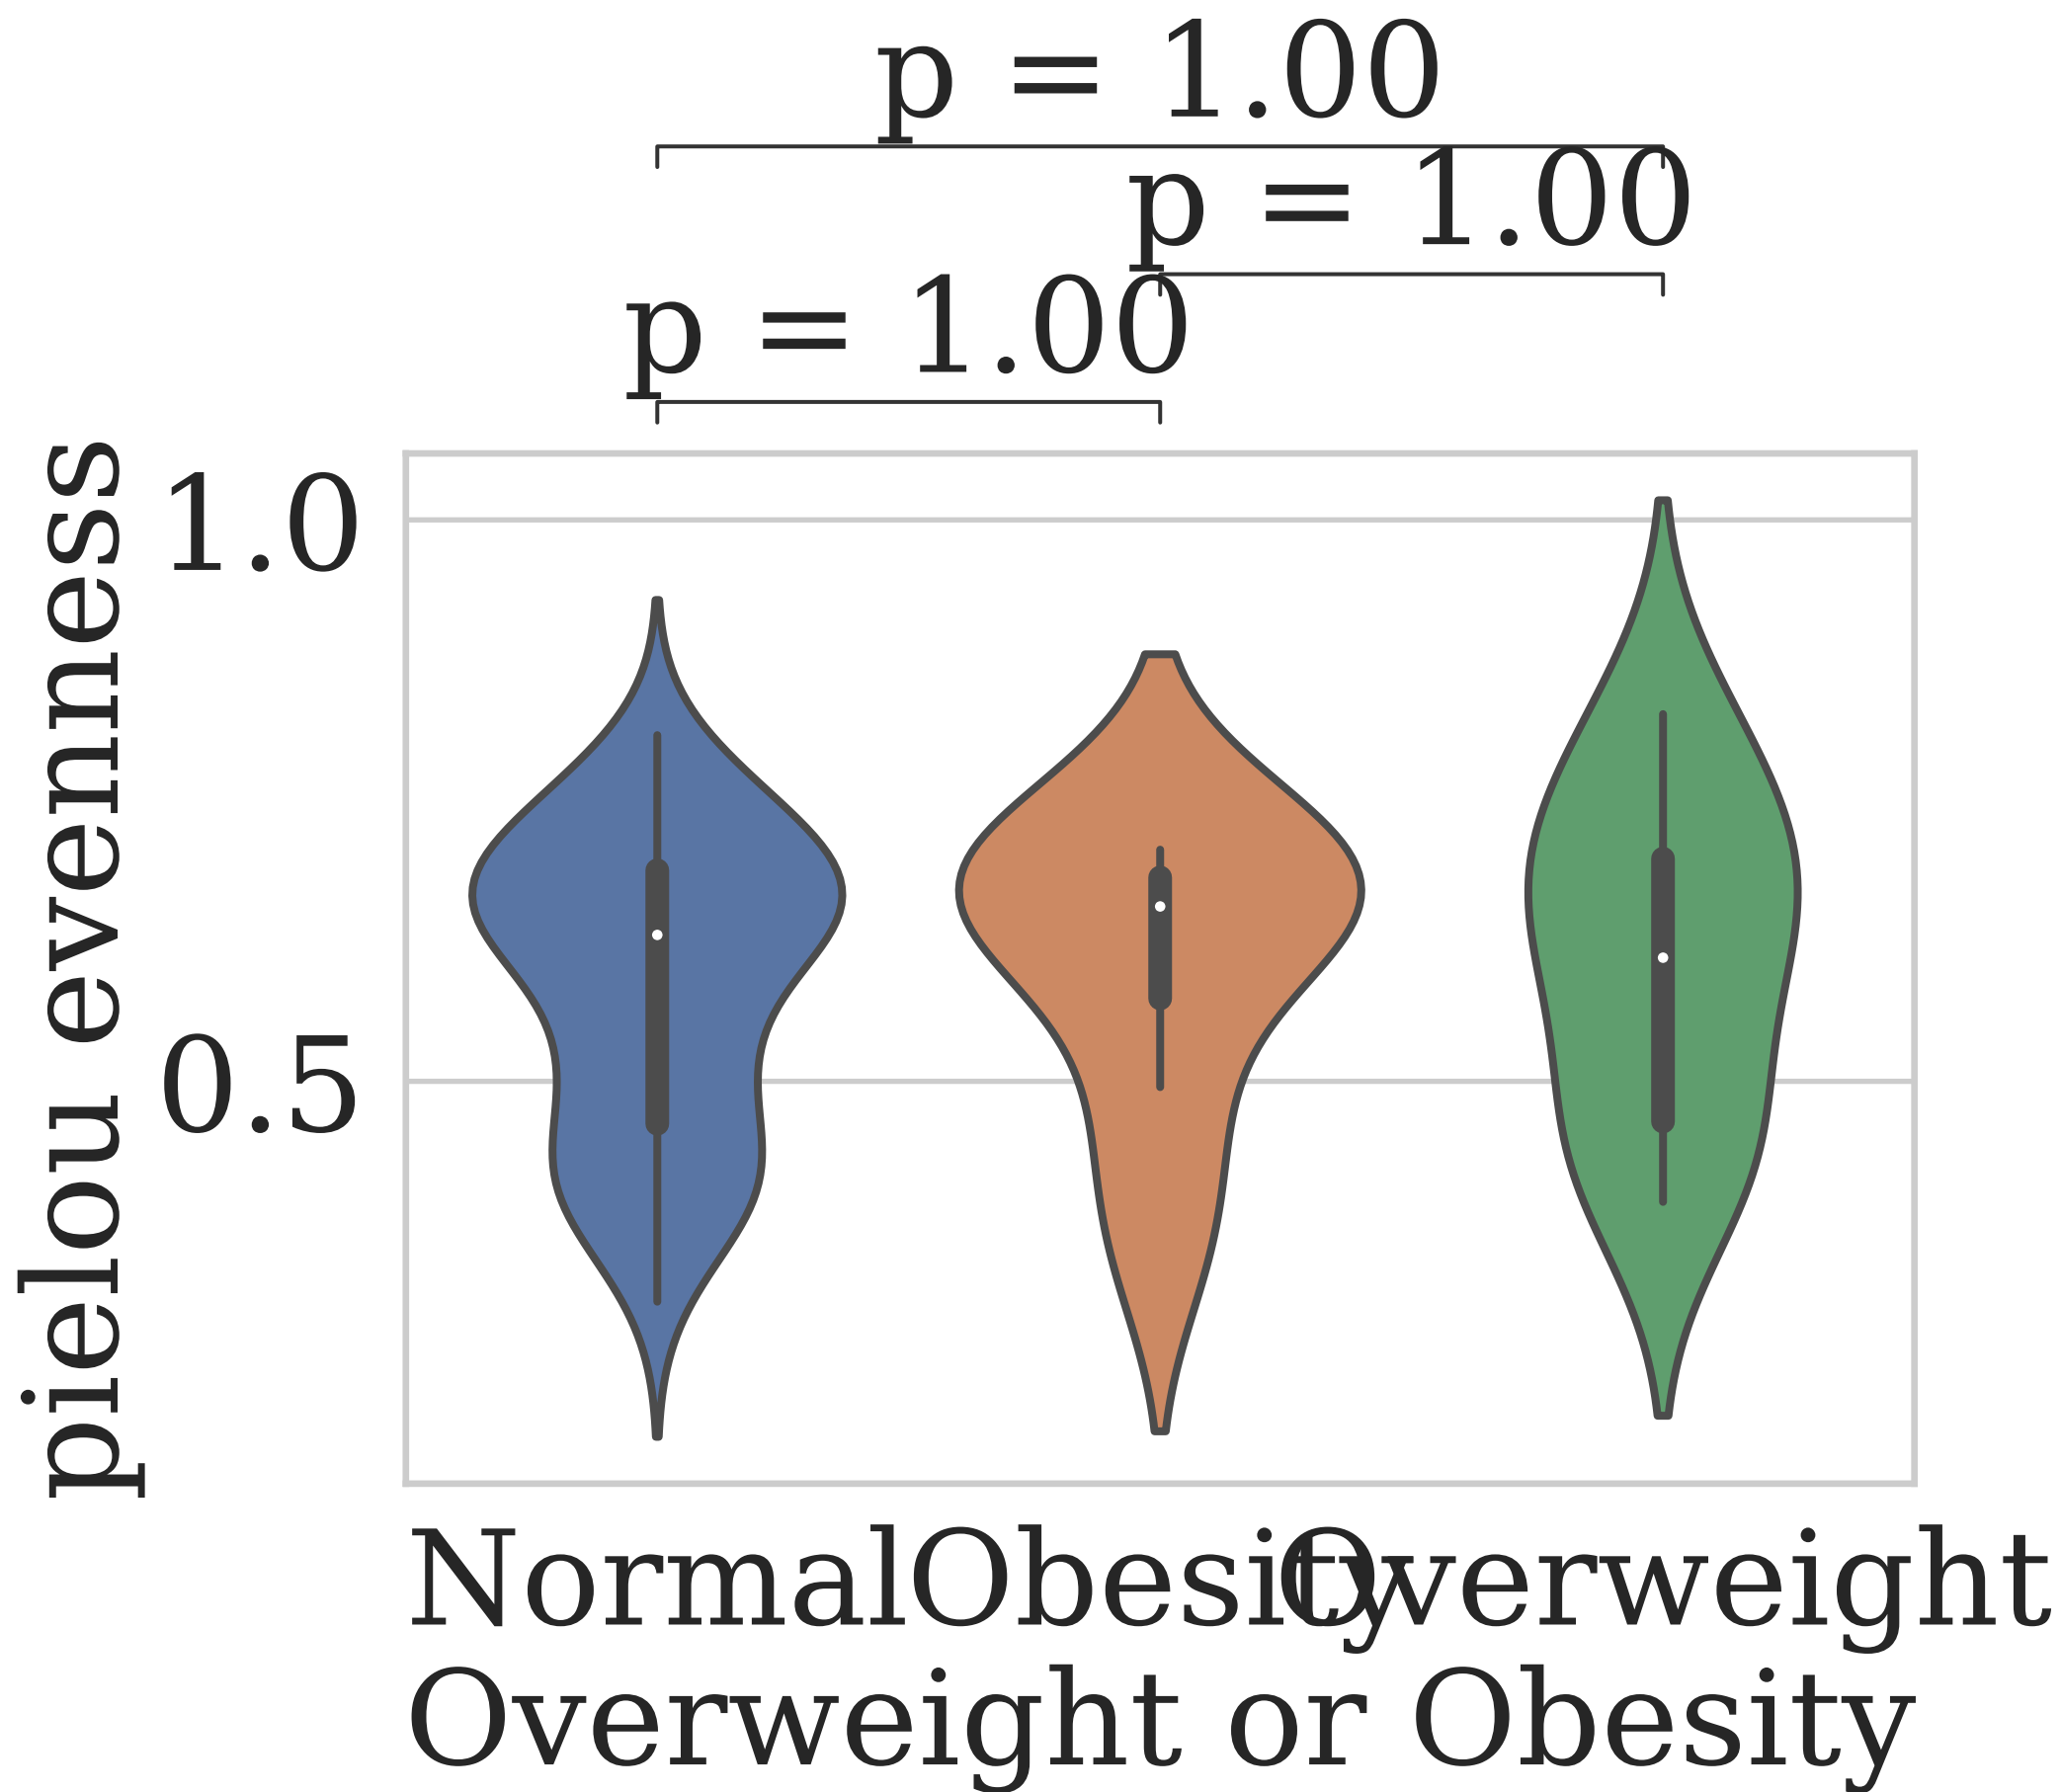 p = 1.00
p = 1.00
p = 1.00
pielou evenness
1.0
0.5
Normal
Obesity
Overweight
Overweight or Obesity